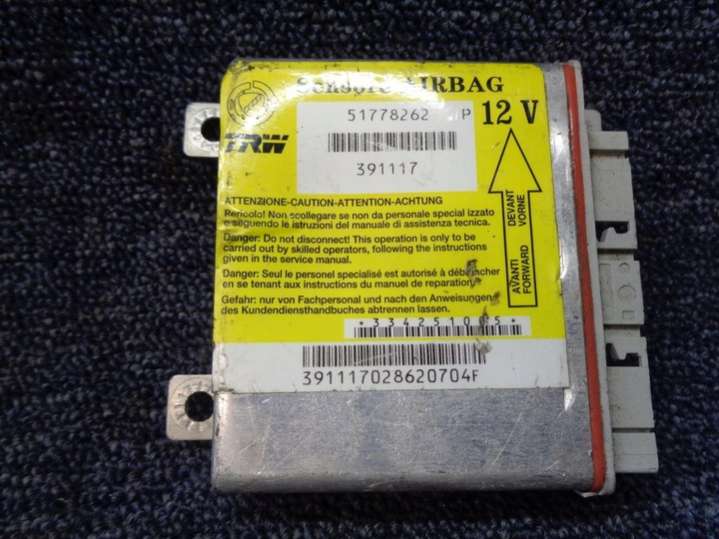 Sensore AIRBAG
51778262 P 12 V
TRW
391117
ATTENZIONE-CAUTION-ATTENTION-ACHTUNG
Pericolo! Non scollegare se non da personale specializzato
e seguendo le istruzioni del manuale di assistenza tecnica.
Danger: Do not disconnect! This operation is only to be
carried out by skilled operators, following the instructions
given in the service manual.
Danger: Seul le personel specialisé est autorisé à débrancher
en se tenant aux instructions du manuel de reparation.
Gefahr: nur von Fachpersonal und nach den Anweisungen
des Kundendiensthandbuches abtrennen lassen.
AVANTI DEVANT
FORWARD VORNE
391117028620704F